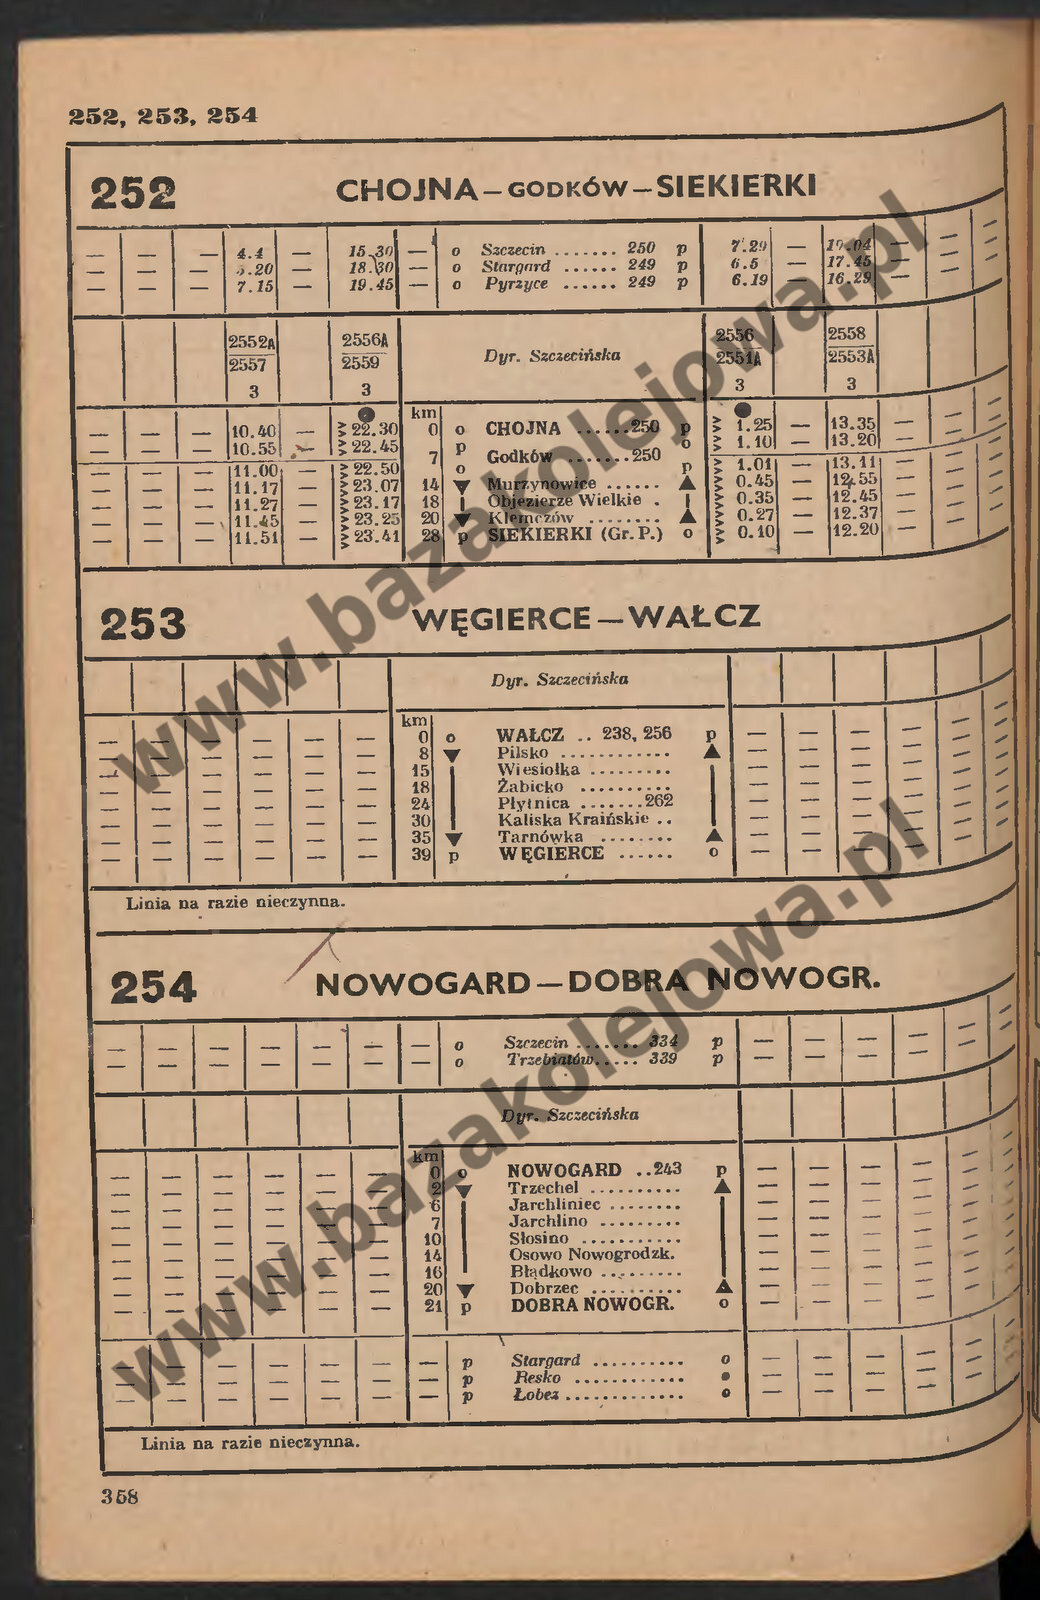 252, 253, 254
252 CHOJNA – GODKÓW – SIEKIERKI
— — — 4.4 — 15.30 — o Szczecin ....... 250 p 7.29 — 19.04 — — —
— — — 5.20 — 18.30 — o Stargard ...... 249 p 6.5 — 17.45 — — —
— — — 7.15 — 19.45 — o Pyrzyce ...... 249 p 6.19 — 16.29 — — —
2552A 2556A 2556 2558
Dyr. Szczecińska
2557 2559 2551A 2553A
3 3 3 3
km
— — — 10.40 — 22.30 0 o CHOJNA ......250 p 1.25 — 13.35 — — —
— — — 10.55 — 22.45 7 p Godków .......250 o 1.10 — 13.20 — — —
— — — 11.00 — 22.50 o p 1.01 — 13.11 — — —
— — — 11.17 — 23.07 14 Murzynowice ...... 0.45 — 12.55 — — —
— — — 11.27 — 23.17 18 Objezierze Wielkie . 0.35 — 12.45 — — —
— — — 11.45 — 23.25 20 Klemczów ......... 0.27 — 12.37 — — —
— — — 11.51 — 23.41 28 p SIEKIERKI (Gr. P.) o 0.10 — 12.20 — — —
253 WĘGIERCE – WAŁCZ
Dyr. Szczecińska
km
— — — — — — 0 o WAŁCZ .. 238, 256 p — — — — — —
— — — — — — 8 Pilsko ............. — — — — — —
— — — — — — 15 Wiesiołka .......... — — — — — —
— — — — — — 18 Żabicko ........... — — — — — —
— — — — — — 24 Płytnica .......262 — — — — — —
— — — — — — 30 Kaliska Kraińskie .. — — — — — —
— — — — — — 35 Tarnówka ......... — — — — — —
— — — — — — 39 p WĘGIERCE ...... o — — — — — —
Linia na razie nieczynna.
254 NOWOGARD – DOBRA NOWOGR.
— — — — — — — o Szczecin ....... 334 p — — — — — —
— — — — — — — o Trzebiatów ..... 339 p — — — — — —
Dyr. Szczecińska
km
— — — — — — 0 o NOWOGARD ..243 p — — — — — —
— — — — — — 2 Trzechel ........... — — — — — —
— — — — — — 6 Jarchliniec ......... — — — — — —
— — — — — — 7 Jarchlino .......... — — — — — —
— — — — — — 10 Słosino ............ — — — — — —
— — — — — — 14 Osowo Nowogrodzk. — — — — — —
— — — — — — 16 Błądkowo .......... — — — — — —
— — — — — — 20 Dobrzec ........... — — — — — —
— — — — — — 21 p DOBRA NOWOGR. o — — — — — —
— — — — — — — p Stargard .......... o — — — — — —
— — — — — — — p Resko ............ — — — — — —
— — — — — — — p Łobez ............. o — — — — — —
Linia na razie nieczynna.
358
www.bazakolejowa.pl
www.bazakolejowa.pl